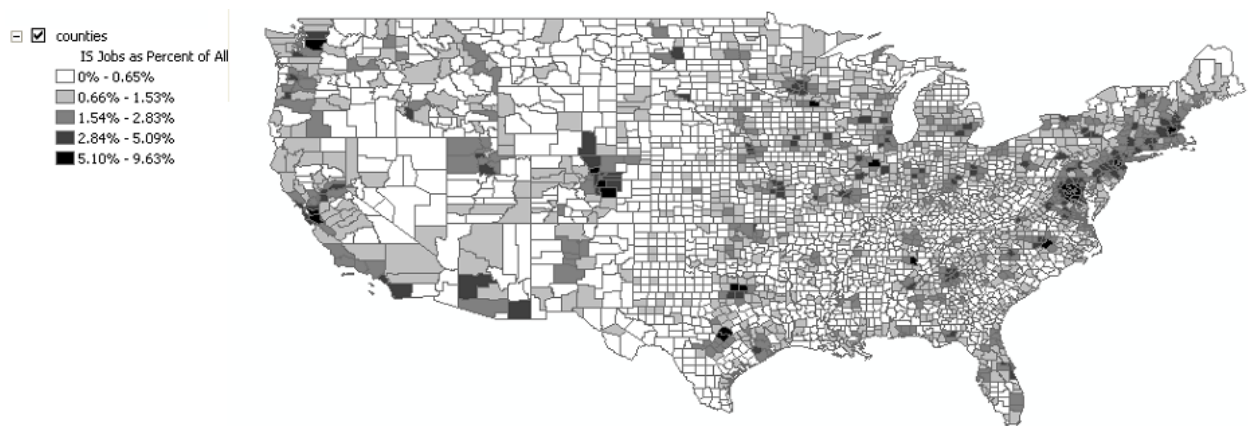 counties
IS Jobs as Percent of All
0% - 0.65%
0.66% - 1.53%
1.54% - 2.83%
2.84% - 5.09%
5.10% - 9.63%